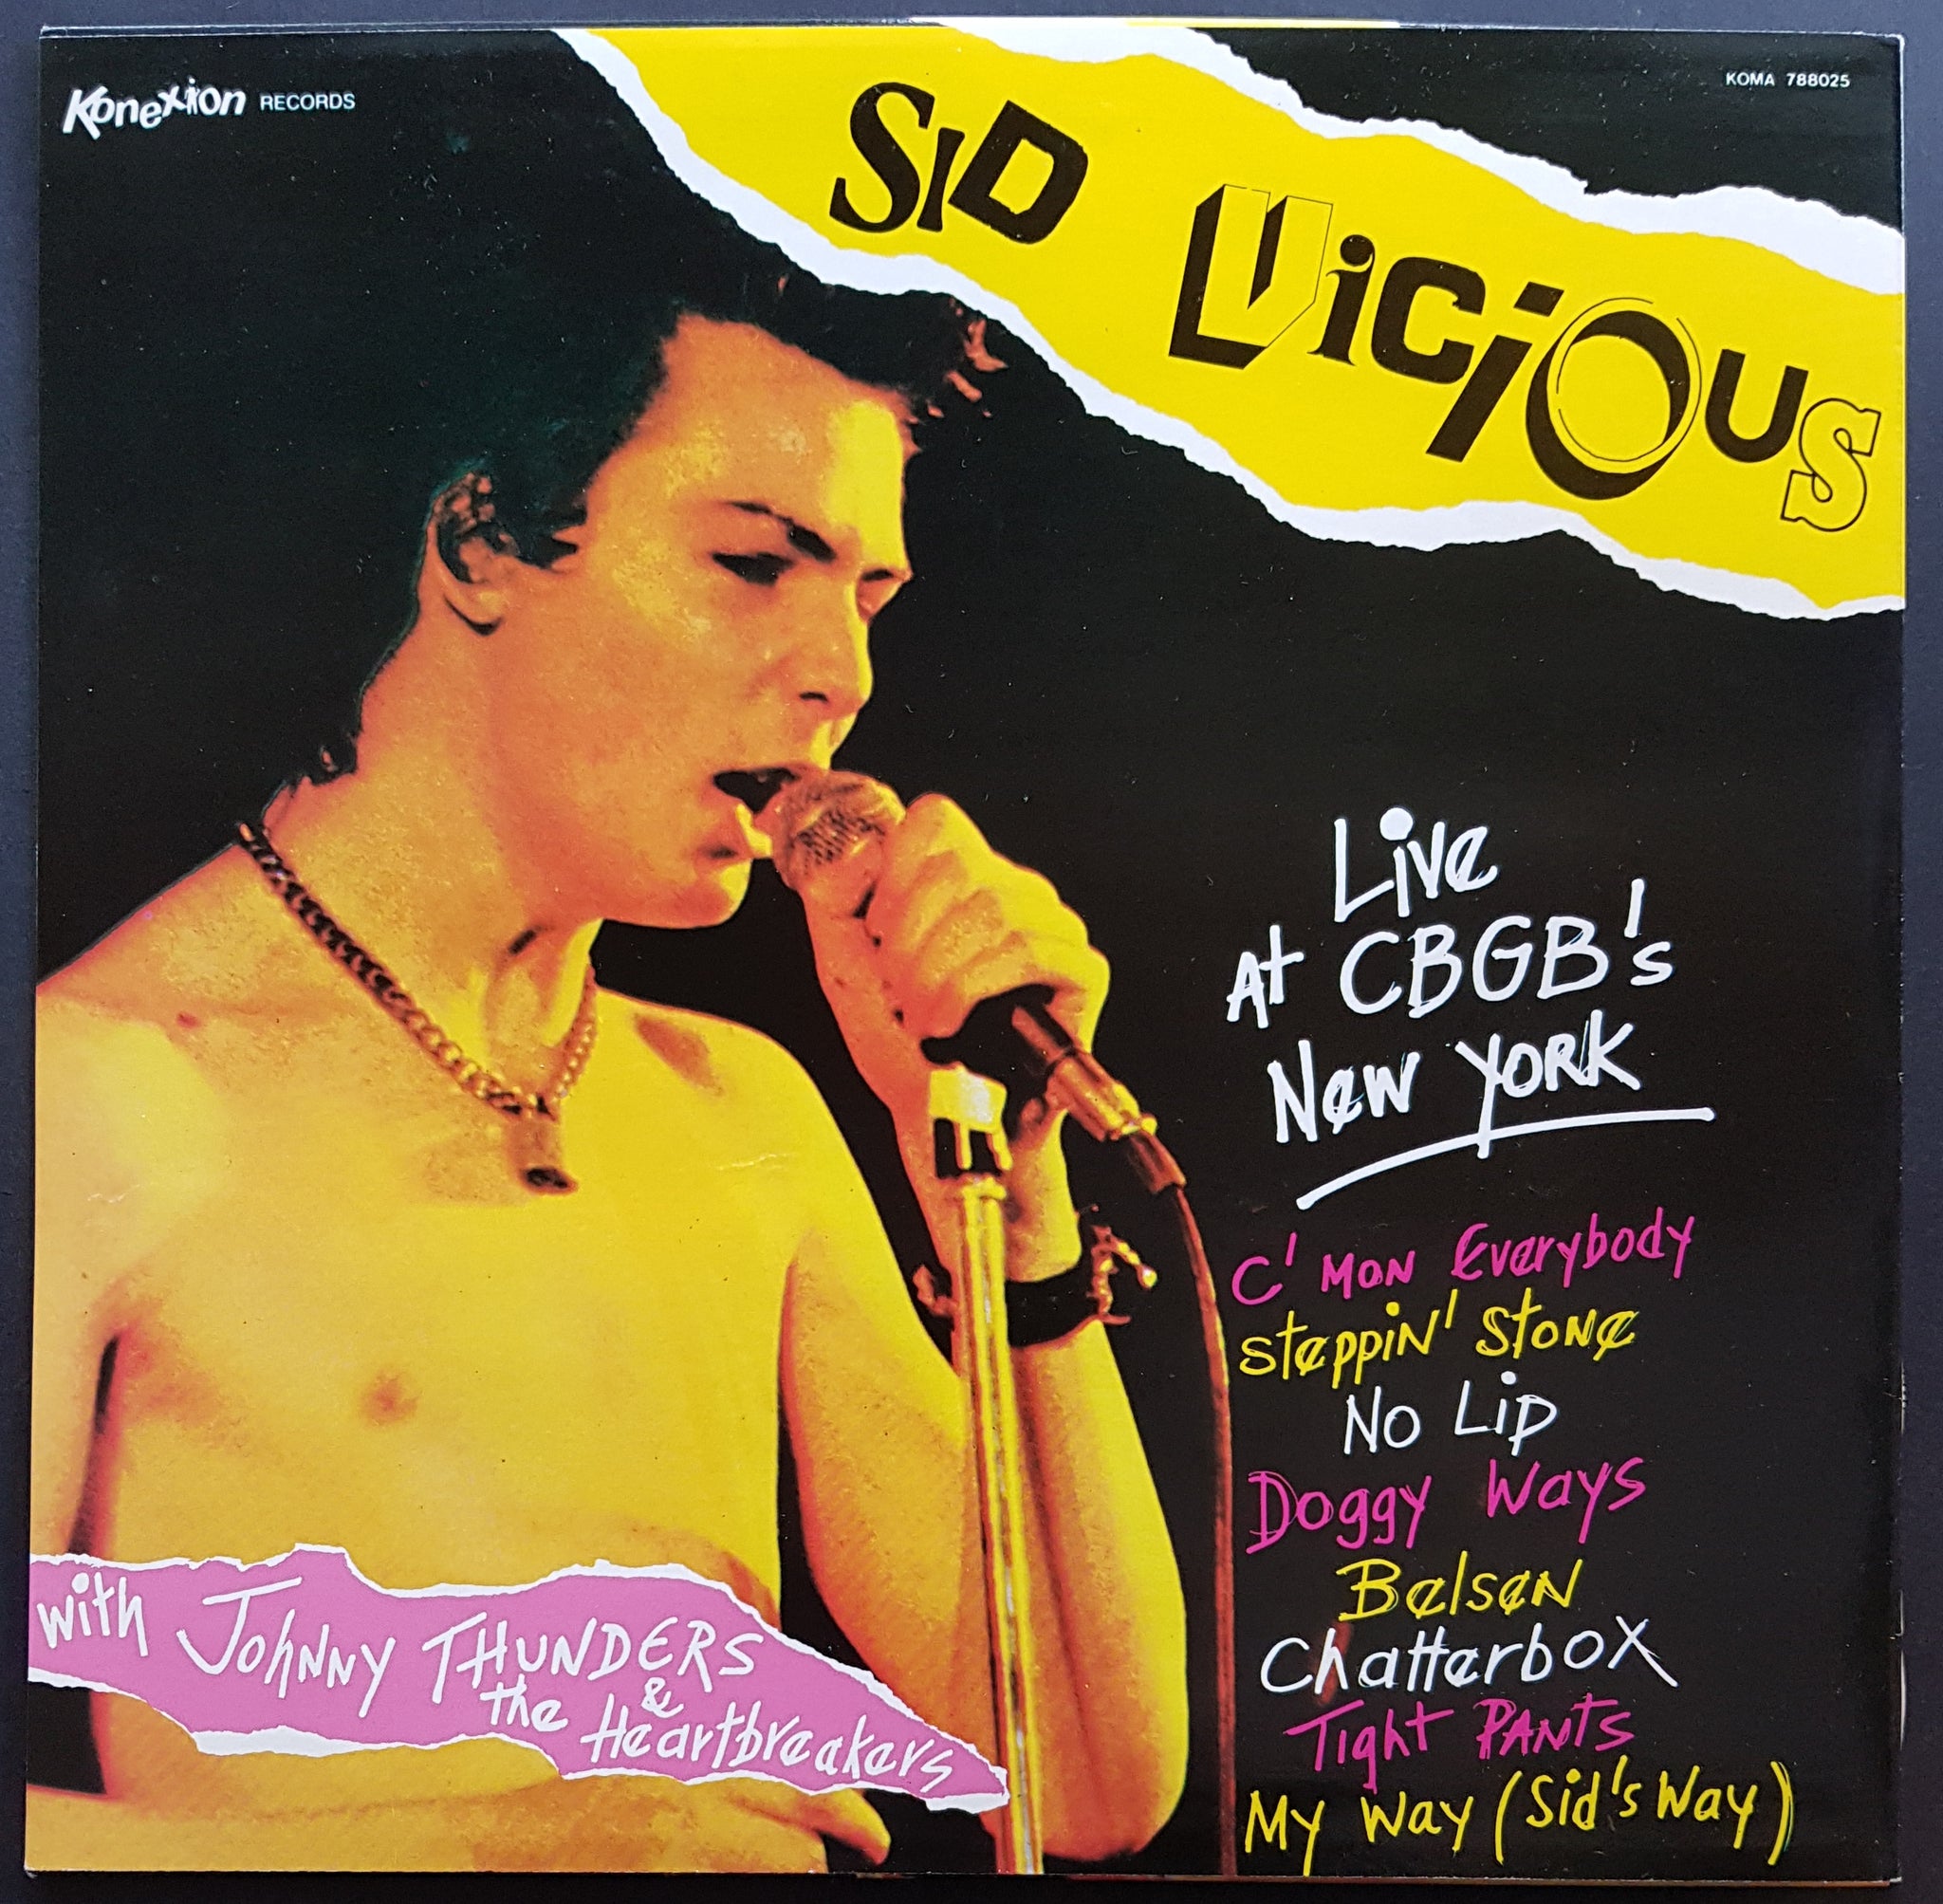 Konexion RECORDS
KOMA 788025
SID ViCiOUS
Live
At CBGB's
New York
C'mon Everybody
Steppin' Stone
No Lip
Doggy Ways
Belsen
Chatterbox
Tight Pants
My Way (Sid's Way)
with Johnny THUNDERS
&
the Heartbreakers